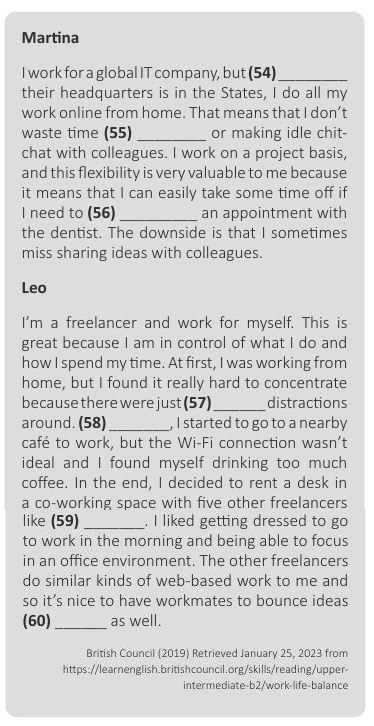 Martina
I work for a global IT company, but (54) ________
their headquarters is in the States, I do all my
work online from home. That means that I don't
waste time (55) ________ or making idle chit-
chat with colleagues. I work on a project basis,
and this flexibility is very valuable to me because
it means that I can easily take some time off if
I need to (56) _________ an appointment with
the dentist. The downside is that I sometimes
miss sharing ideas with colleagues.
Leo
I'm a freelancer and work for myself. This is
great because I am in control of what I do and
how I spend my time. At first, I was working from
home, but I found it really hard to concentrate
because there were just (57) ______ distractions
around. (58) _______, I started to go to a nearby
café to work, but the Wi-Fi connection wasn't
ideal and I found myself drinking too much
coffee. In the end, I decided to rent a desk in
a co-working space with five other freelancers
like (59) _______. I liked getting dressed to go
to work in the morning and being able to focus
in an office environment. The other freelancers
do similar kinds of web-based work to me and
so it's nice to have workmates to bounce ideas
(60) ______ as well.
British Council (2019) Retrieved January 25, 2023 from
https://learnenglish.britishcouncil.org/skills/reading/upper-
intermediate-b2/work-life-balance